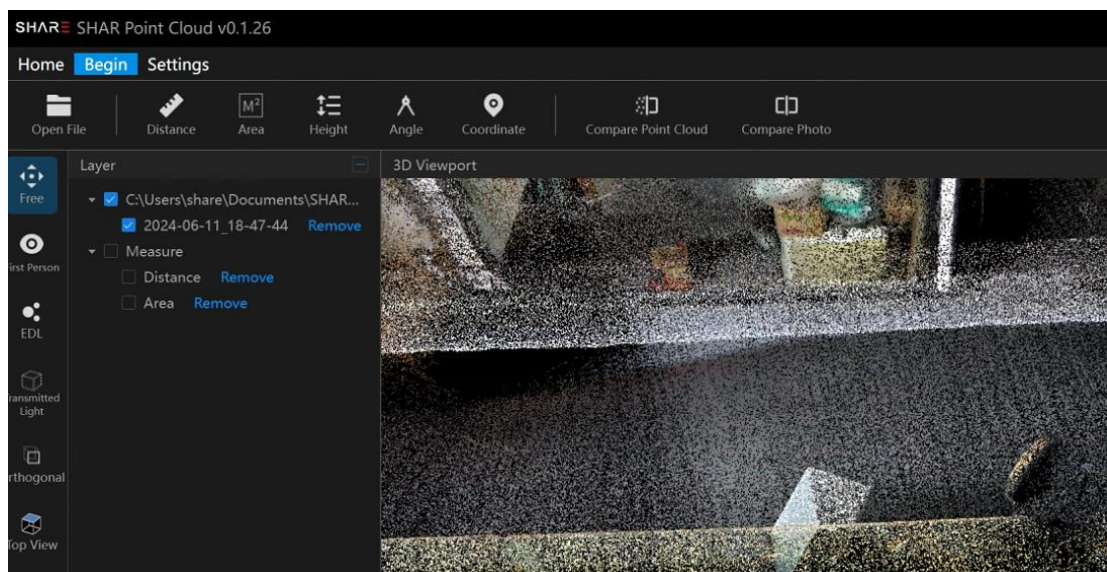 SHARE SHAR Point Cloud v0.1.26
Home Begin Settings
Open File Distance M² Area Height Angle Coordinate Compare Point Cloud Compare Photo
Layer
3D Viewport
Free
C:\Users\share\Documents\SHAR...
2024-06-11_18-47-44 Remove
irst Person
Measure
Distance Remove
Area Remove
EDL
ransmitted
Light
rthogonal
Top View